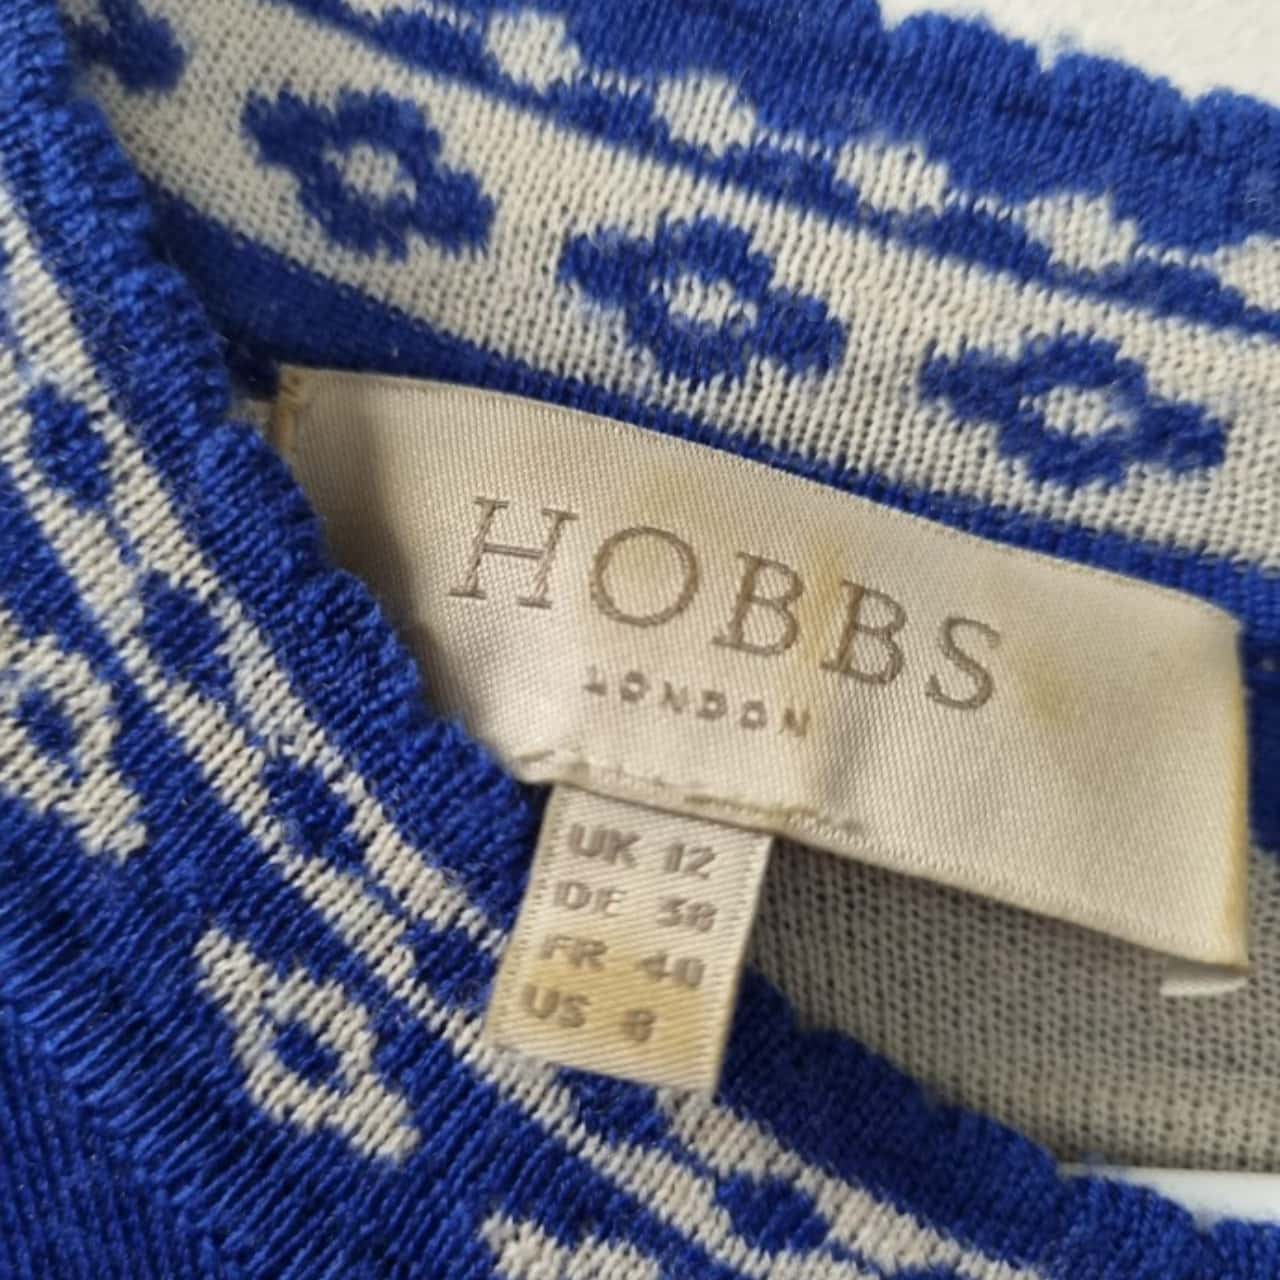 HOBBS
LONDON
UK 12
DE 38
FR 40
US 8